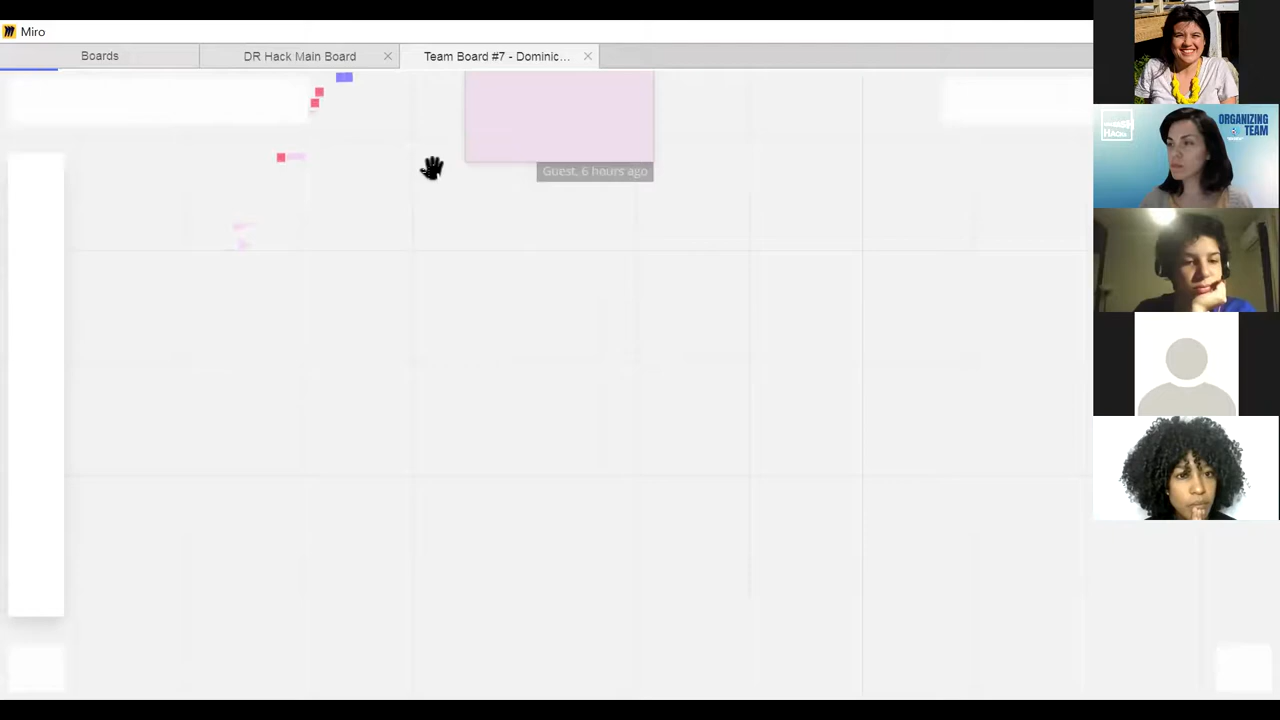 Miro
Boards
DR Hack Main Board
Team Board #7 - Dominic...
Guest, 6 hours ago
ORGANIZING
TEAM